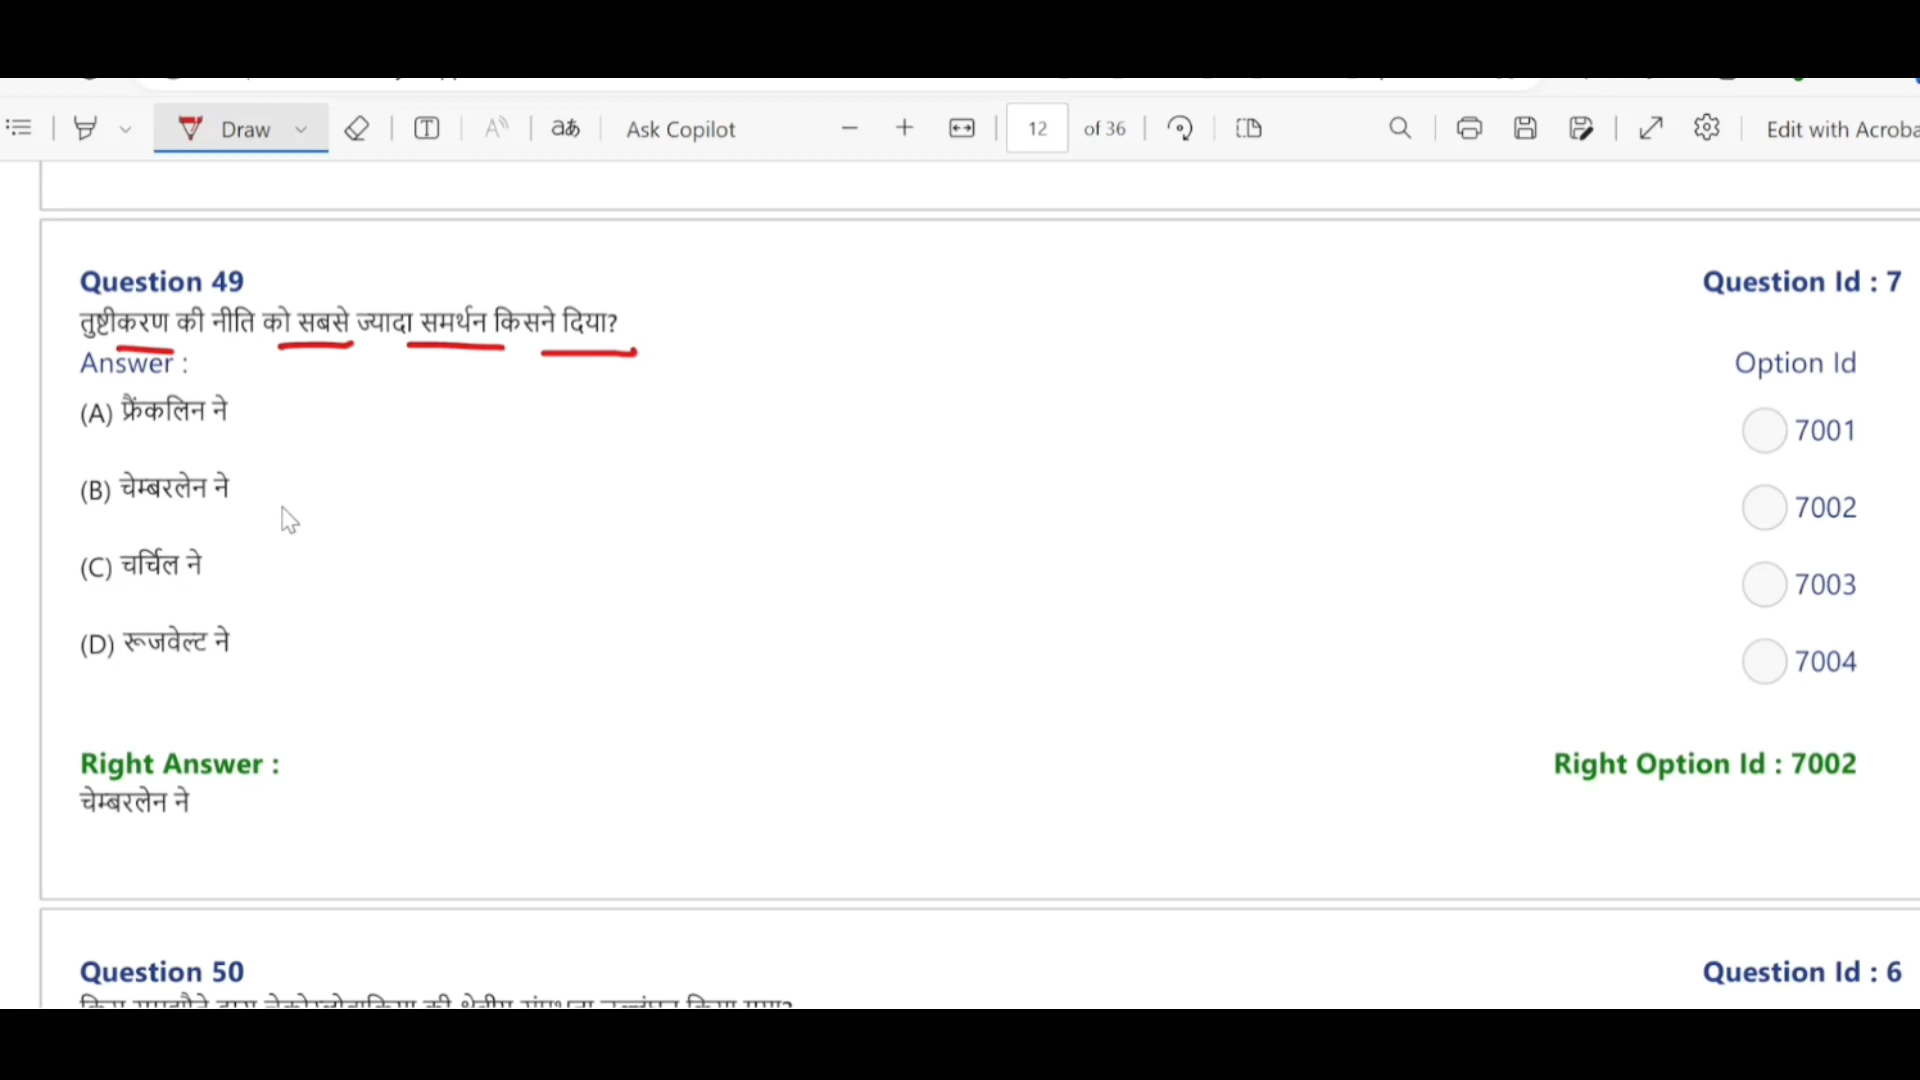 Draw
T
A
aあ
Ask Copilot
12 of 36
Edit with Acroba
Question 49
Question Id : 7
तुष्टीकरण की नीति को सबसे ज्यादा समर्थन किसने दिया?
Answer :
Option Id
(A) फ्रैंकलिन ने
7001
(B) चेम्बरलेन ने
7002
(C) चर्चिल ने
7003
(D) रूजवेल्ट ने
7004
Right Answer :
Right Option Id : 7002
चेम्बरलेन ने
Question 50
Question Id : 6